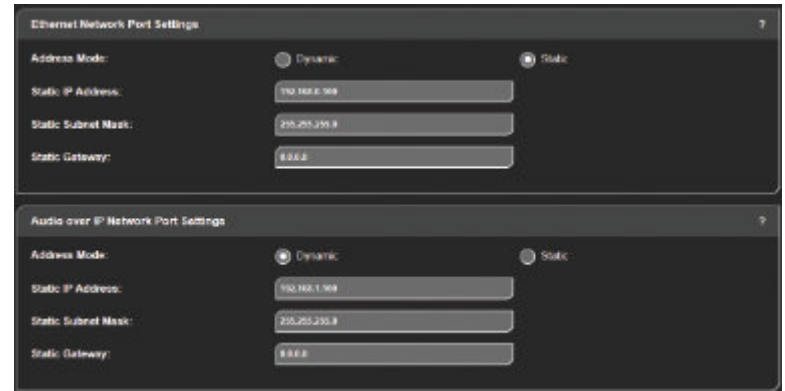 Ethernet Network Port Settings ?
Address Mode: Dynamic Static
Static IP Address: 192.168.0.100
Static Subnet Mask: 255.255.255.0
Static Gateway: 0.0.0.0
Audio over IP Network Port Settings ?
Address Mode: Dynamic Static
Static IP Address: 192.168.1.100
Static Subnet Mask: 255.255.255.0
Static Gateway: 0.0.0.0